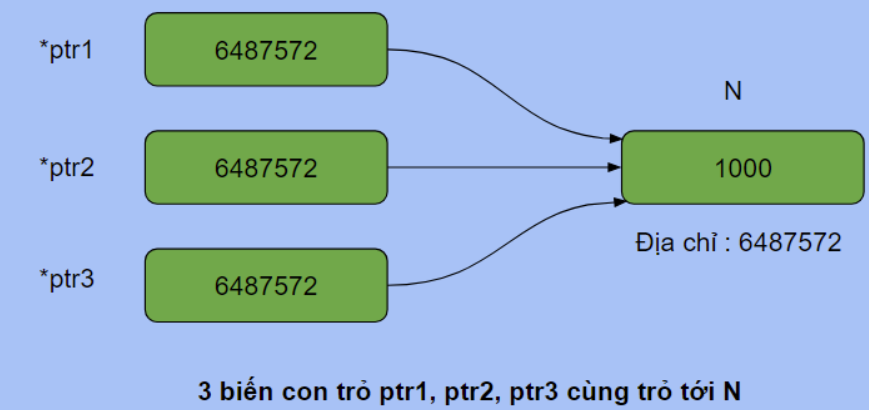 *ptr1
6487572
N
*ptr2
6487572
1000
Địa chỉ : 6487572
*ptr3
6487572
3 biến con trỏ ptr1, ptr2, ptr3 cùng trỏ tới N